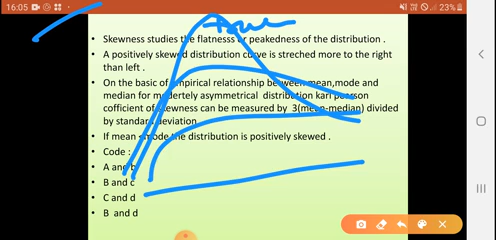 16:05
23%
• Skewness studies the flatnesss or peakedness of the distribution .
• A positively skewed distribution curve is streched more to the right
than left .
• On the basic of empirical relationship between mean,mode and
median for modertely asymmetrical distribution karl pearson
cofficient of skewness can be measured by 3(mean-median) divided
by standard deviation
• If mean mode the distribution is positively skewed .
• Code :
• A and b
• B and c
• C and d
• B and d